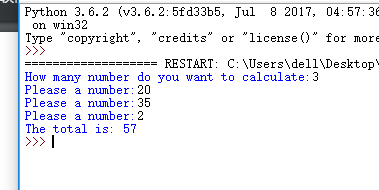 Python 3.6.2 (v3.6.2:5fd33b5, Jul  8 2017, 04:57:36
on win32
Type "copyright", "credits" or "license()" for more
>>>
=================== RESTART: C:\Users\dell\Desktop\
How many number do you want to calculate:3
Please a number:20
Please a number:35
Please a number:2
The total is: 57
>>>